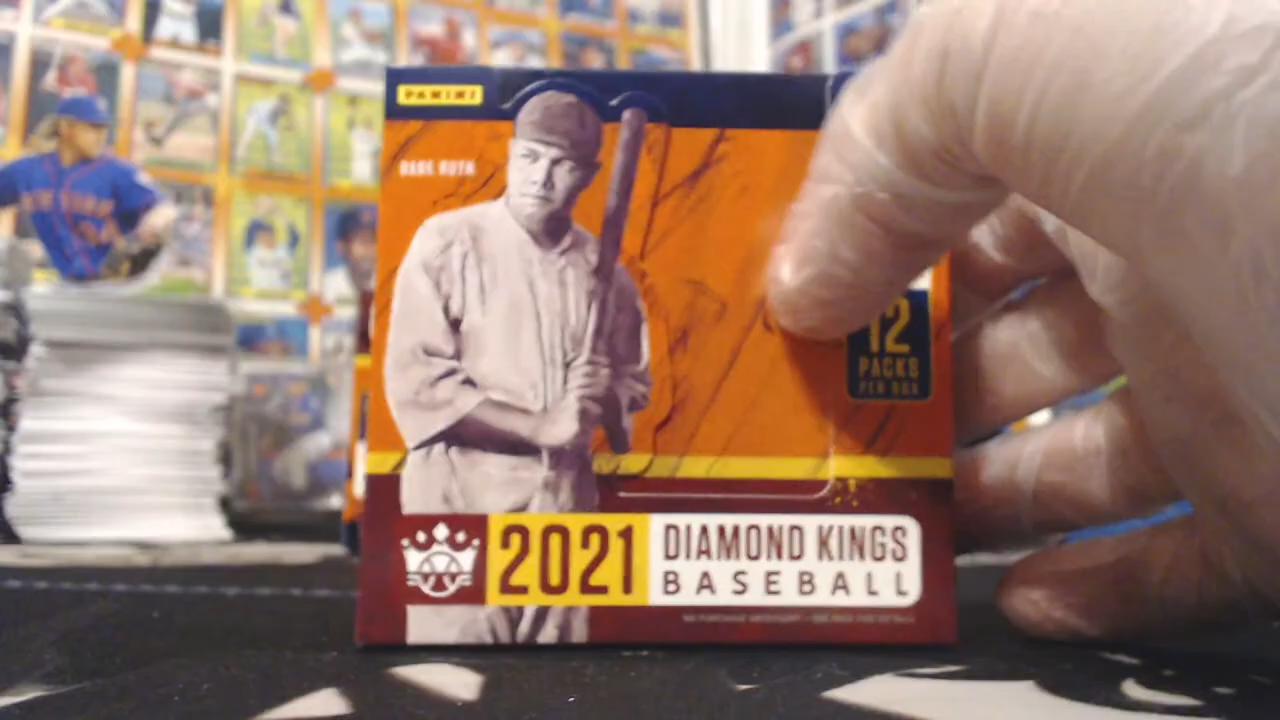 PANINI
BABE RUTH
12
PACKS
PER BOX
2021
DIAMOND KINGS
BASEBALL